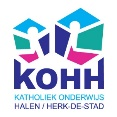 KOHH
KATHOLIEK ONDERWIJS
HALEN / HERK-DE-STAD